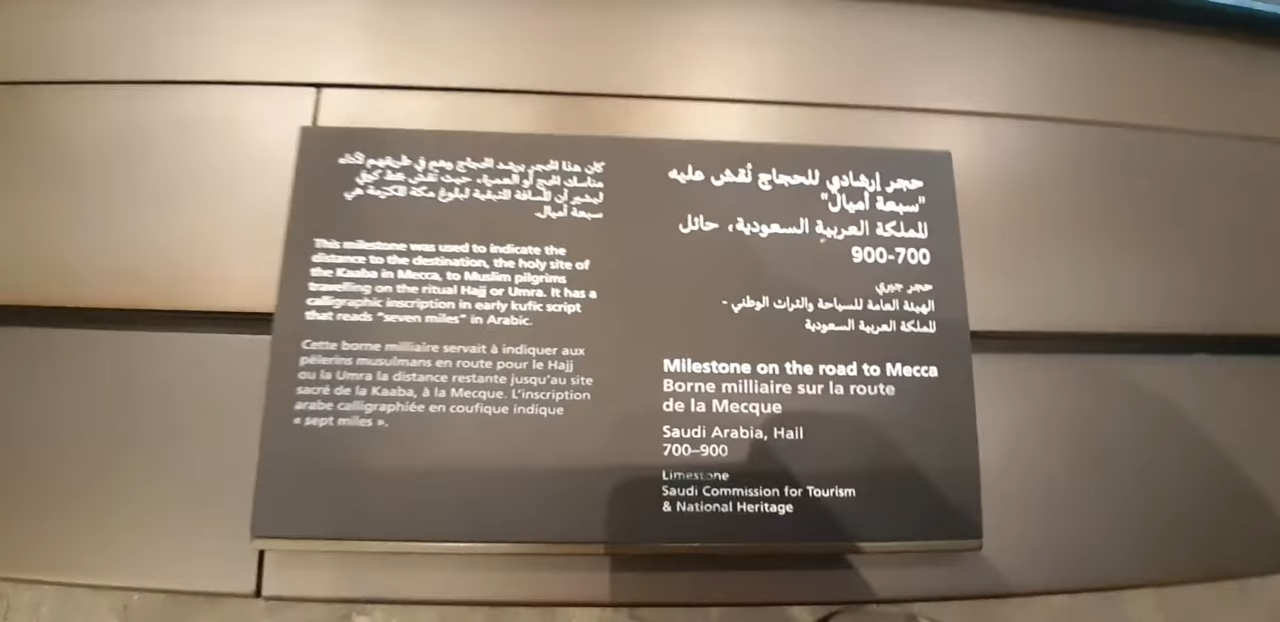 كان هذا الحجر يرشد الحجاج وهم في طريقهم لأداء
مناسك الحج أو العمرة، حيث نقش بخط كوفي
ليشير أن المسافة المتبقية لبلوغ مكة المكرمة هي
سبعة أميال.
This milestone was used to indicate the
distance to the destination, the holy site of
the Kaaba in Mecca, to Muslim pilgrims
travelling on the ritual Hajj or Umra. It has a
calligraphic inscription in early kufic script
that reads “seven miles” in Arabic.
Cette borne milliaire servait à indiquer aux
pèlerins musulmans en route pour le Hajj
ou la Umra la distance restante jusqu'au site
sacré de la Kaaba, à la Mecque. L'inscription
arabe calligraphiée en coufique indique
« sept miles ».
حجر إرشادي للحجاج نُقش عليه
"سبعة أميال"
المملكة العربية السعودية، حائل
900-700
حجر جيري
الهيئة العامة للسياحة والتراث الوطني -
المملكة العربية السعودية
Milestone on the road to Mecca
Borne milliaire sur la route
de la Mecque
Saudi Arabia, Hail
700–900
Limestone
Saudi Commission for Tourism
& National Heritage